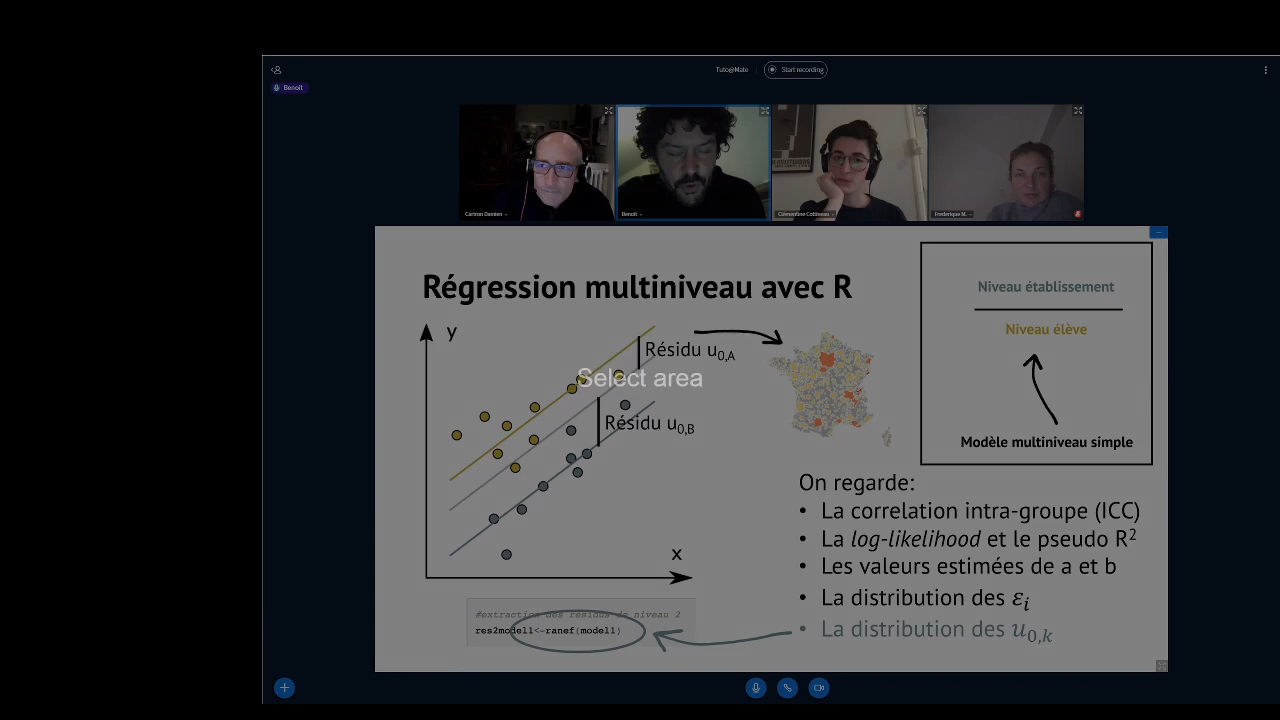 Tuto@Mate
Start recording
Benoit
Cartron Damien
Benoit
Clémentine Cottineau
Frederique M.
Régression multiniveau avec R
Niveau établissement
Niveau élève
Modèle multiniveau simple
y
Résidu u0,A
Select area
Résidu u0,B
x
On regarde:
• La correlation intra-groupe (ICC)
• La log-likelihood et le pseudo R²
• Les valeurs estimées de a et b
• La distribution des εi
• La distribution des u0,k
#extraction des résidus de niveau 2
res2model1<-ranef(model1)